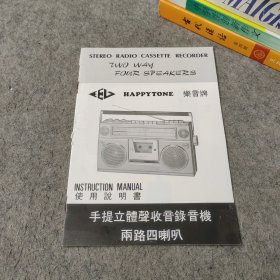 STEREO RADIO CASSETTE RECORDER
TWO WAY
FOUR SPEAKERS
HAPPYTONE 樂音牌
INSTRUCTION MANUAL
使用説明書
手提立體聲收音錄音機
兩路四喇叭